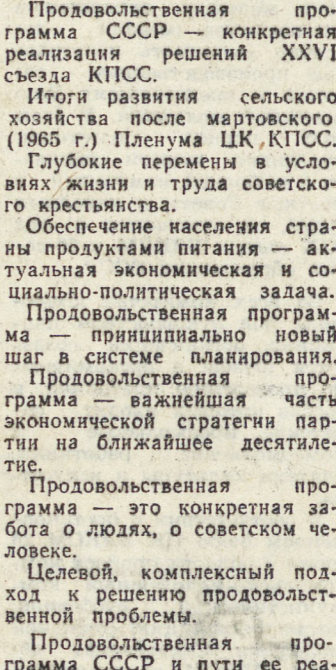 Продовольственная про-
грамма СССР — конкретная
реализация решений XXVI
съезда КПСС.
Итоги развития сельского
хозяйства после мартовского
(1965 г.) Пленума ЦК КПСС.
Глубокие перемены в усло-
виях жизни и труда советско-
го крестьянства.
Обеспечение населения стра-
ны продуктами питания — ак-
туальная экономическая и со-
циально-политическая задача.
Продовольственная програм-
ма — принципиально новый
шаг в системе планирования.
Продовольственная про-
грамма — важнейшая часть
экономической стратегии пар-
тии на ближайшее десятиле-
тие.
Продовольственная про-
грамма — это конкретная за-
бота о людях, о советском че-
ловеке.
Целевой, комплексный под-
ход к решению продовольст-
венной проблемы.
Продовольственная про-
грамма СССР и пути ее реа-